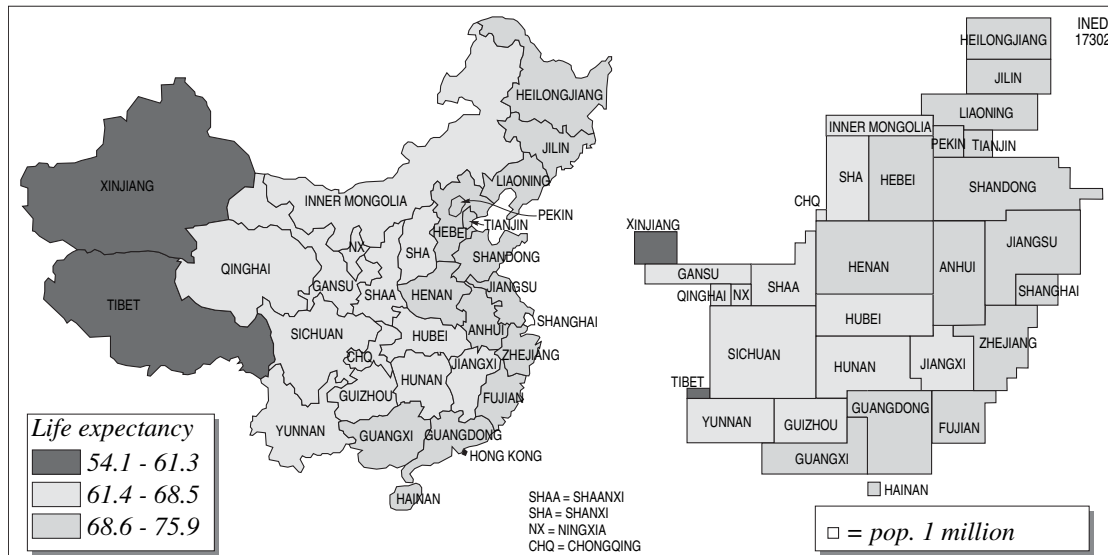 INED
17302
HEILONGJIANG
JILIN
LIAONING
XINJIANG
INNER MONGOLIA
PEKIN
TIANJIN
HEBEI
NX
SHA
SHANDONG
QINGHAI
GANSU
SHAA
HENAN
JIANGSU
TIBET
SHANGHAI
SICHUAN
HUBEI
ANHUI
CHQ
ZHEJIANG
JIANGXI
HUNAN
GUIZHOU
FUJIAN
YUNNAN
GUANGXI
GUANGDONG
HONG KONG
HAINAN
Life expectancy
54.1 - 61.3
61.4 - 68.5
68.6 - 75.9
SHAA = SHAANXI
SHA = SHANXI
NX = NINGXIA
CHQ = CHONGQING
HEILONGJIANG
JILIN
LIAONING
INNER MONGOLIA
PEKIN
TIANJIN
SHA
HEBEI
SHANDONG
CHQ
XINJIANG
JIANGSU
HENAN
ANHUI
GANSU
SHAA
QINGHAI
NX
SHANGHAI
HUBEI
ZHEJIANG
SICHUAN
HUNAN
JIANGXI
TIBET
GUANGDONG
YUNNAN
GUIZHOU
FUJIAN
GUANGXI
HAINAN
= pop. 1 million